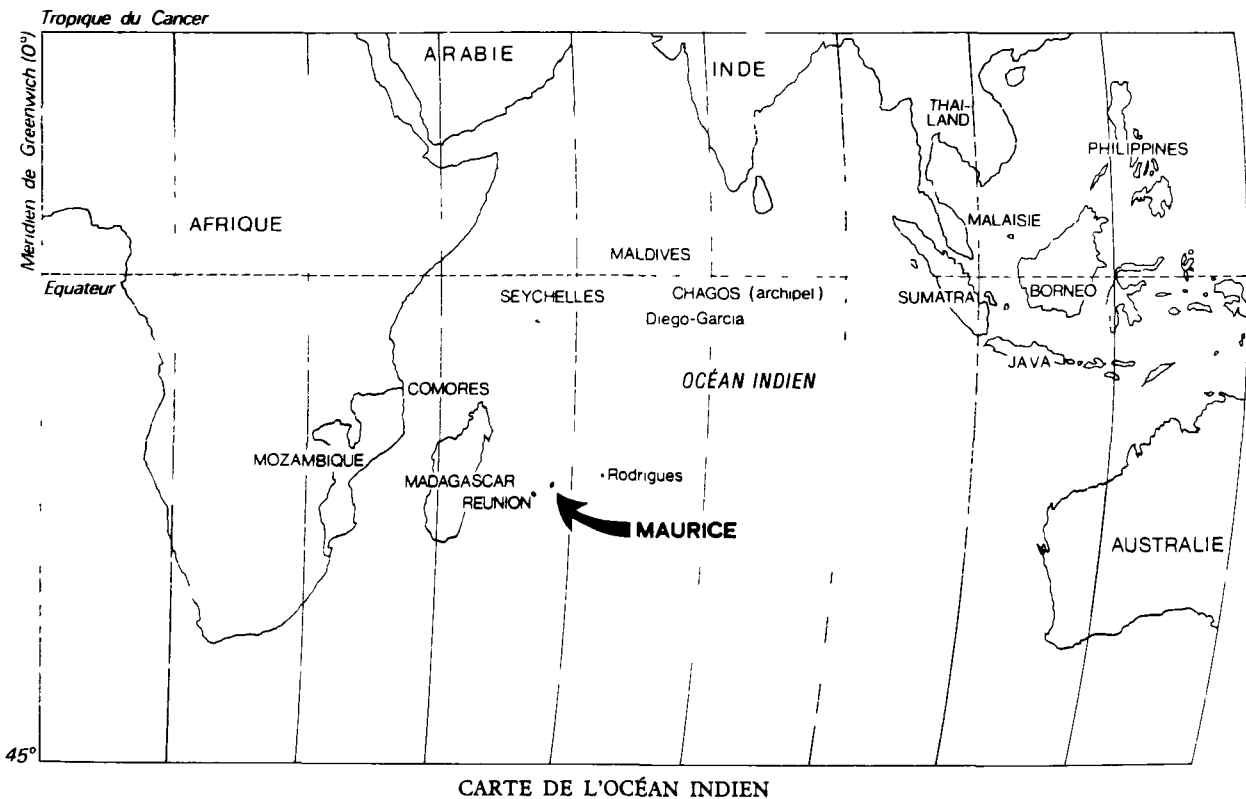 Tropique du Cancer
Meridien de Greenwich (0°)
ARABIE
INDE
THAI-
LAND
PHILIPPINES
AFRIQUE
MALAISIE
MALDIVES
Equateur
SEYCHELLES
CHAGOS (archipel)
SUMATRA
BORNEO
Diego-Garcia
JAVA
OCÉAN INDIEN
COMORES
MOZAMBIQUE
MADAGASCAR
Rodrigues
REUNION
MAURICE
AUSTRALIE
45°
CARTE DE L'OCÉAN INDIEN